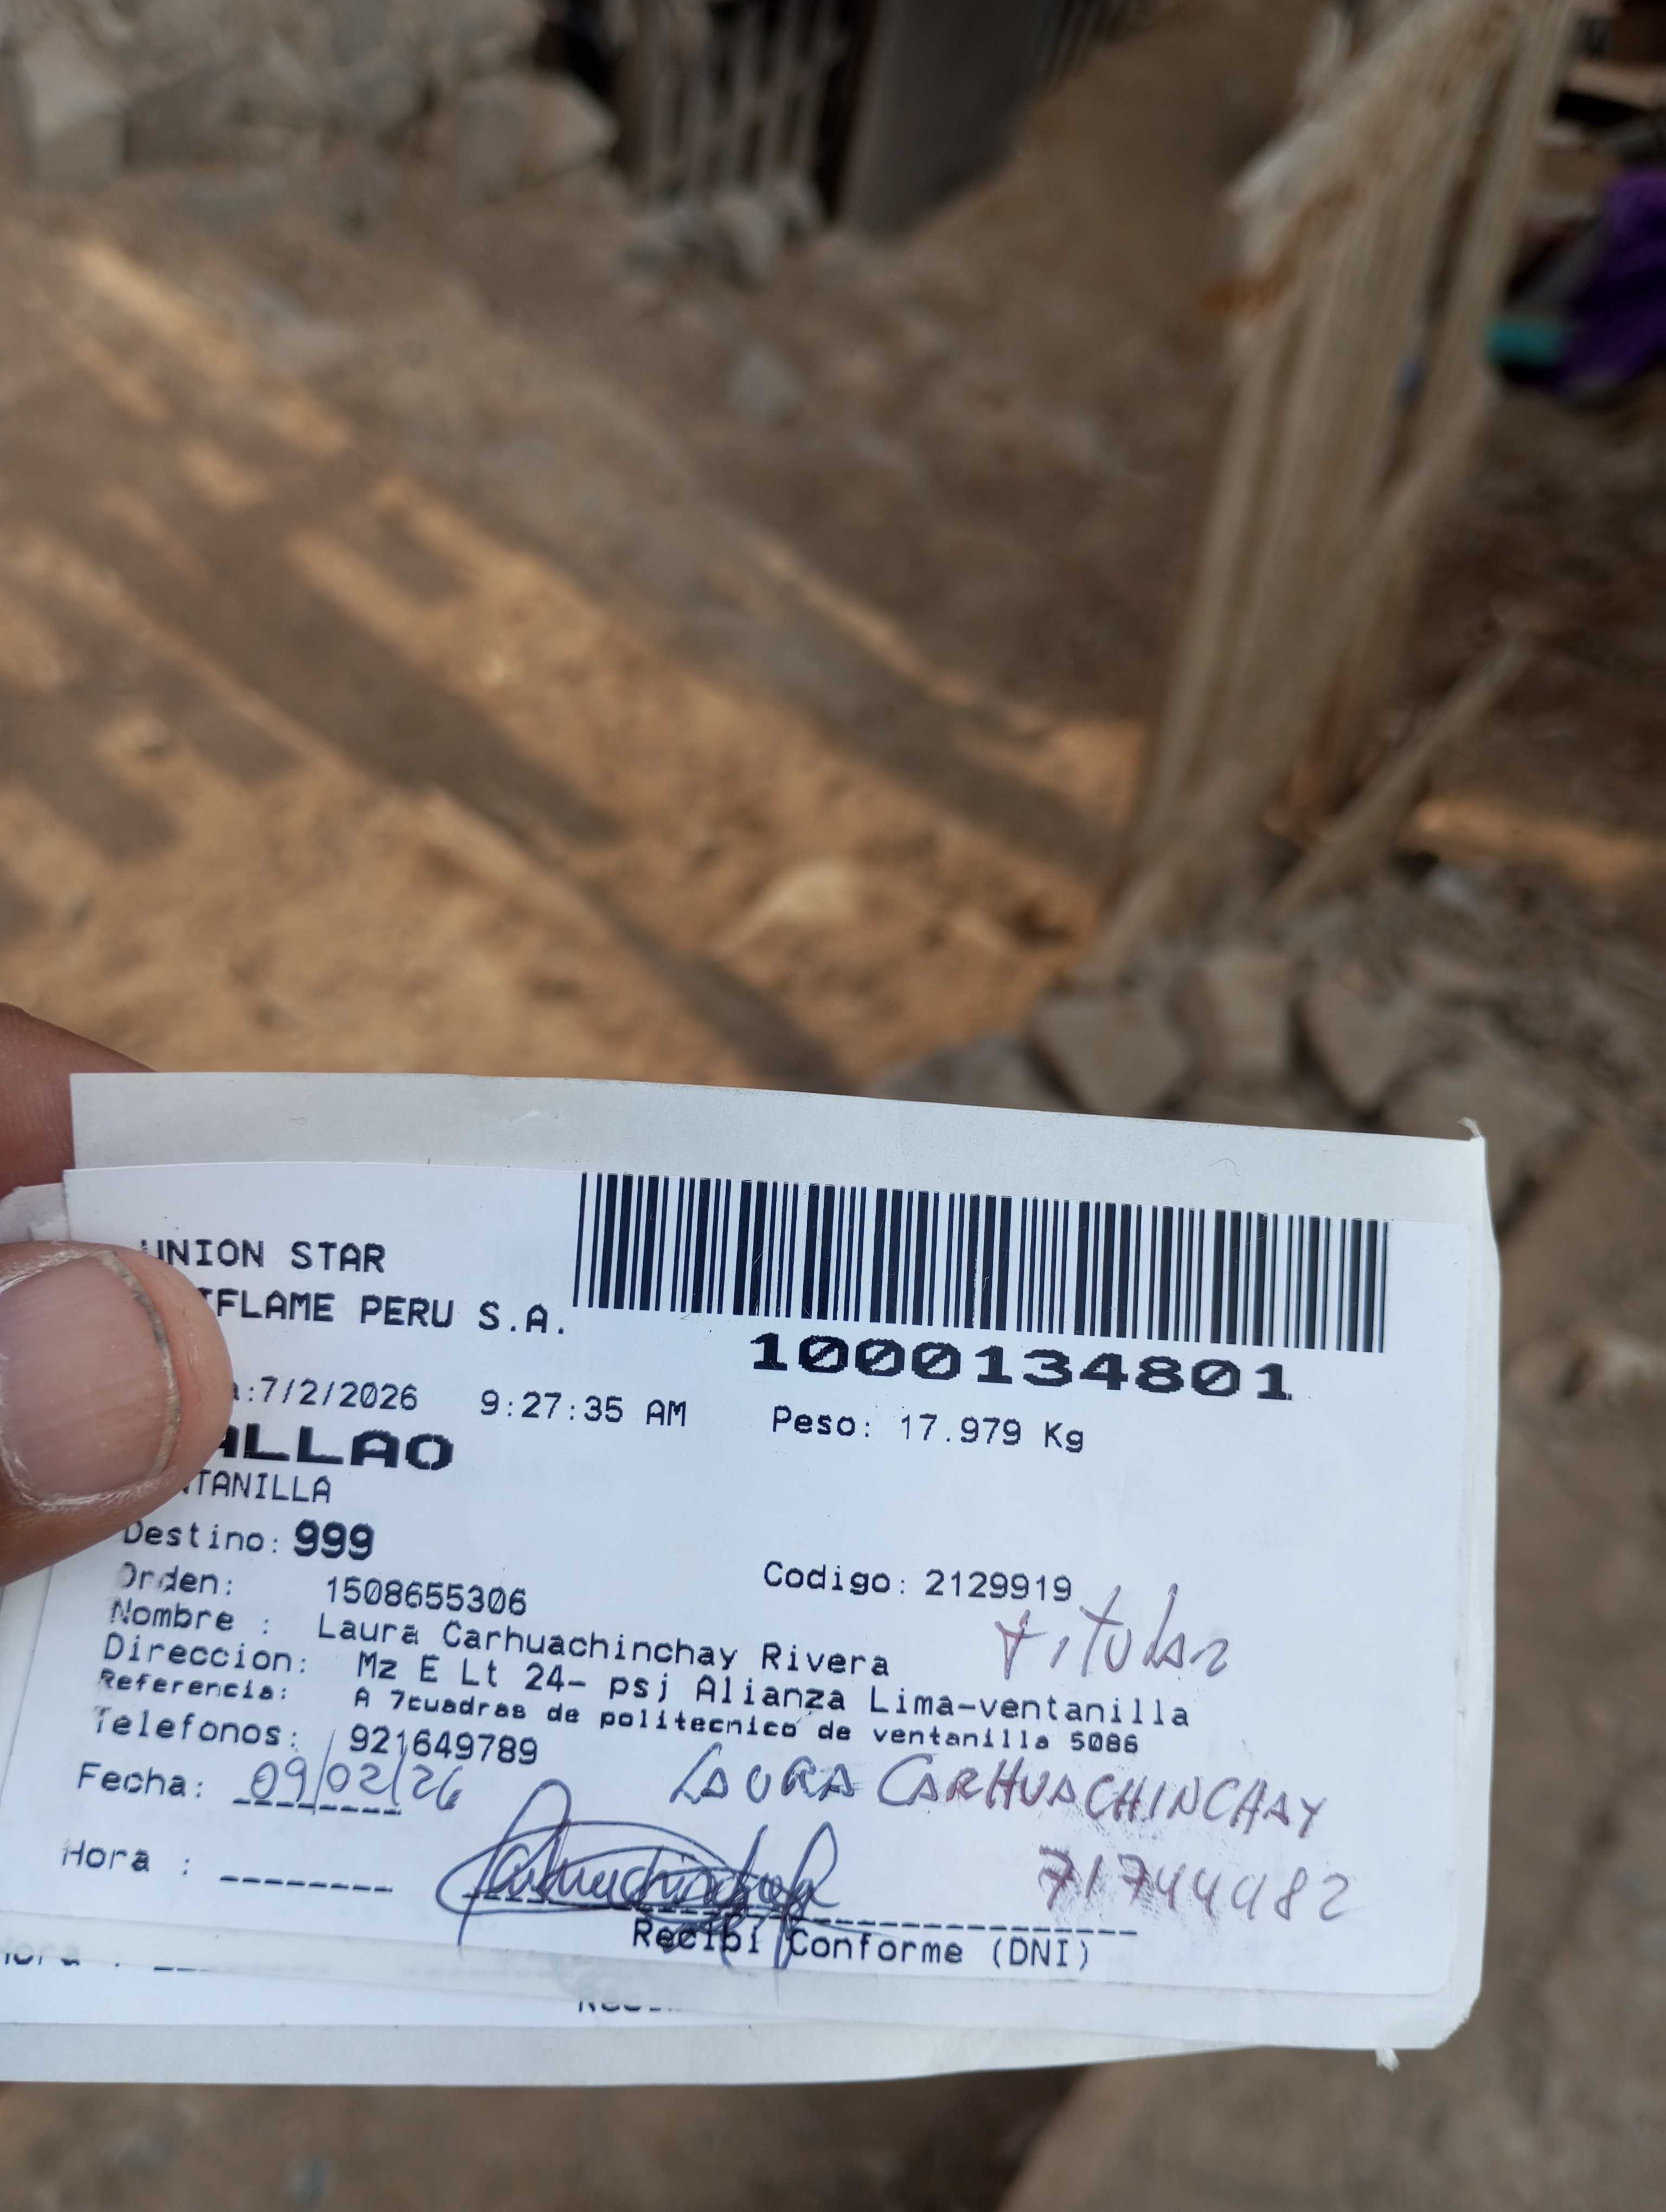 UNION STAR
IFLAME PERU S.A.
1000134801
a:7/2/2026 9:27:35 AM Peso: 17.979 Kg
ALLAO
TANILLA
Destino: 999
Orden: 1508655306 Codigo: 2129919
titular
Nombre : Laura Carhuachinchay Rivera
Direccion: Mz E Lt 24- psj Alianza Lima-ventanilla
Referencia: A 7cuadras de politecnico de ventanilla 5086
Telefonos: 921649789
Fecha: 09/02/26 LAURA CARHUACHINCHAY
Hora : 71744982
Recibi Conforme (DNI)
Hora :